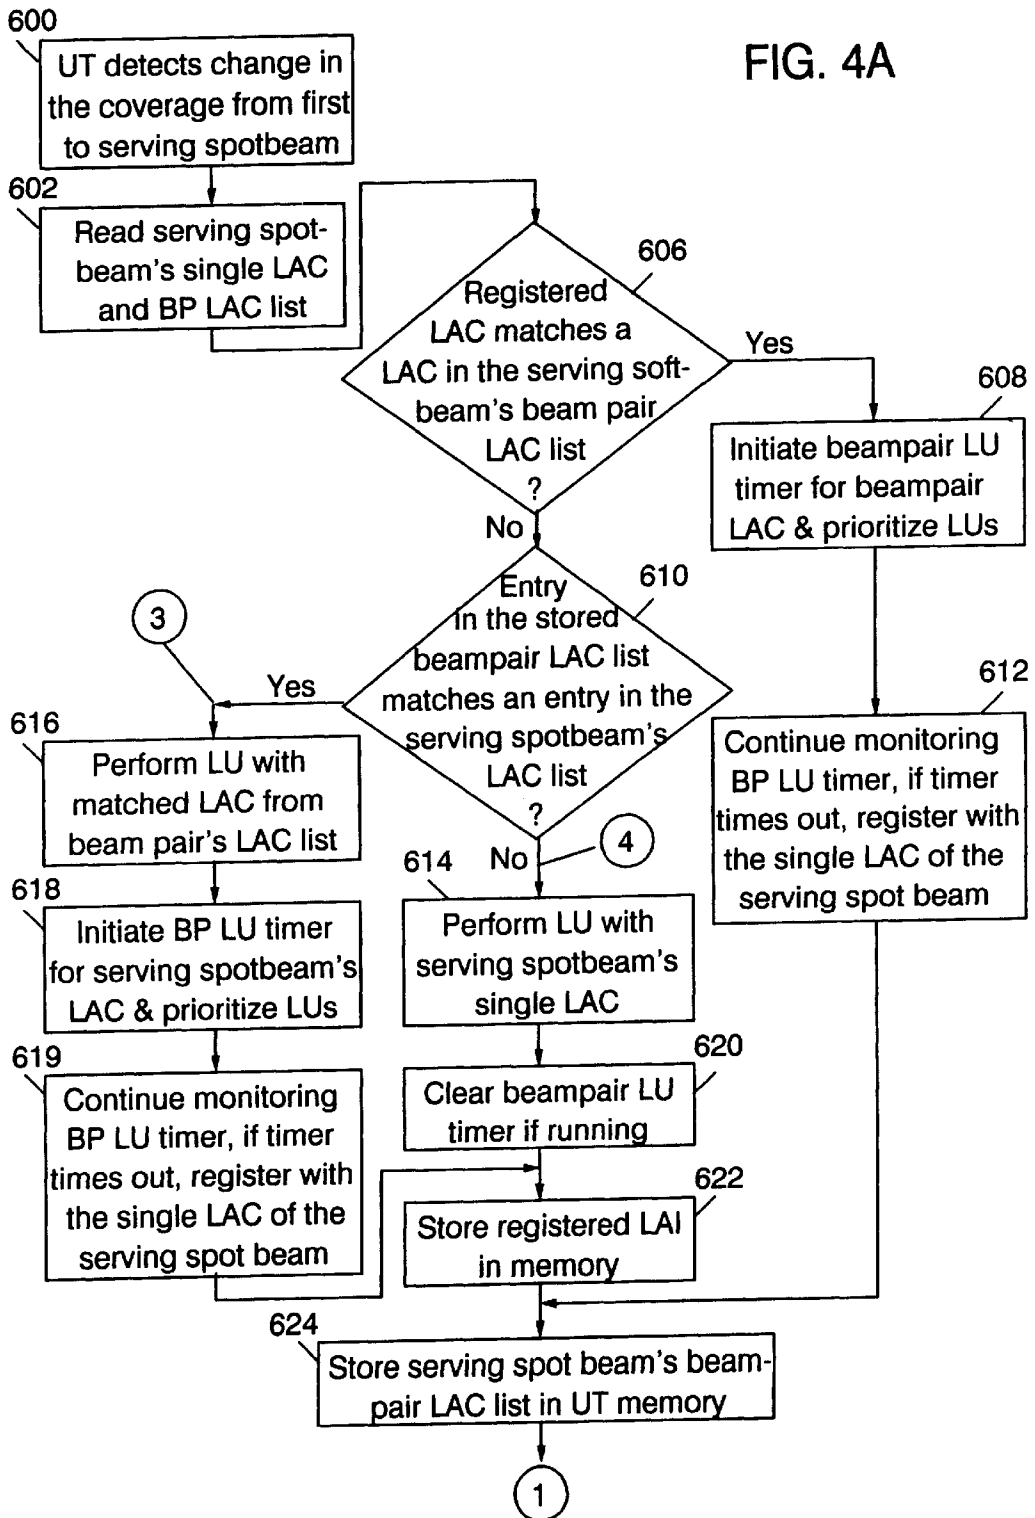 600
FIG. 4A
UT detects change in
the coverage from first
to serving spotbeam
602
Read serving spot-
beam's single LAC
and BP LAC list
606
Registered
LAC matches a
LAC in the serving soft-
beam's beam pair
LAC list
?
Yes
No
608
Initiate beampair LU
timer for beampair
LAC & prioritize LUs
610
Entry
in the stored
beampair LAC list
matches an entry in the
serving spotbeam's
LAC list
?
3
Yes
No
4
612
Continue monitoring
BP LU timer, if timer
times out, register with
the single LAC of the
serving spot beam
616
Perform LU with
matched LAC from
beam pair's LAC list
614
Perform LU with
serving spotbeam's
single LAC
618
Initiate BP LU timer
for serving spotbeam's
LAC & prioritize LUs
620
Clear beampair LU
timer if running
619
Continue monitoring
BP LU timer, if timer
times out, register with
the single LAC of the
serving spot beam
622
Store registered LAI
in memory
624
Store serving spot beam's beam-
pair LAC list in UT memory
1